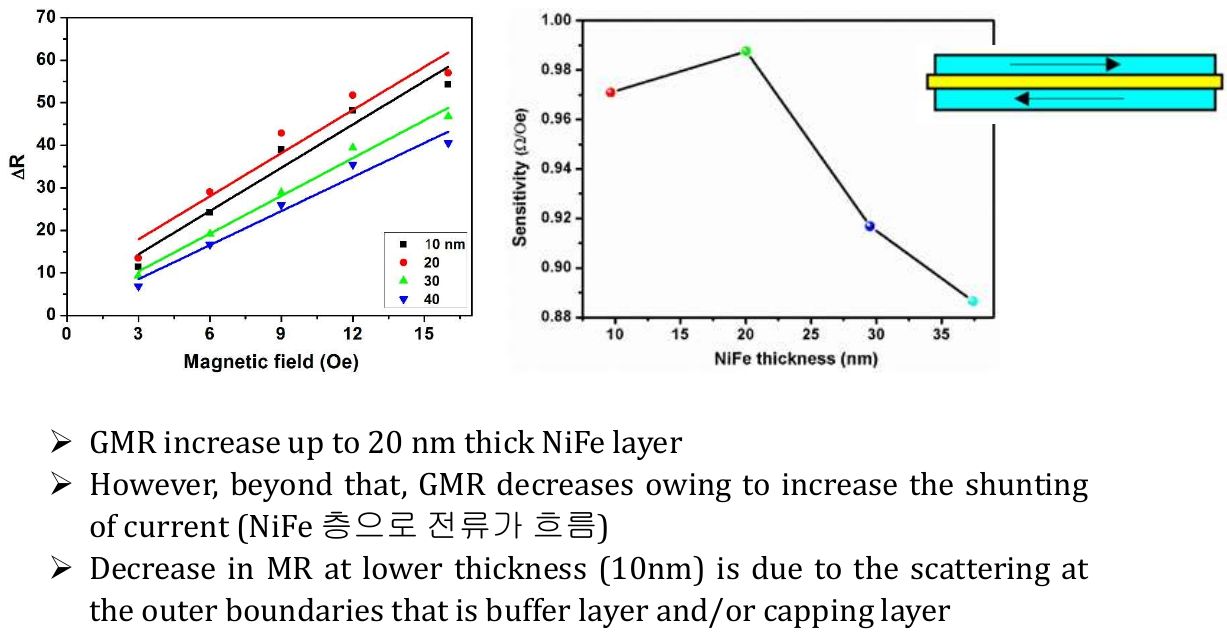 70
60
50
40
30
20
10
0
ΔR
0 3 6 9 12 15
Magnetic field (Oe)
10 nm
20
30
40
1.00
0.98
0.96
0.94
0.92
0.90
0.88
Sensitivity (Ω/Oe)
10 15 20 25 30 35
NiFe thickness (nm)
➢ GMR increase up to 20 nm thick NiFe layer
➢ However, beyond that, GMR decreases owing to increase the shunting
of current (NiFe 층으로 전류가 흐름)
➢ Decrease in MR at lower thickness (10nm) is due to the scattering at
the outer boundaries that is buffer layer and/or capping layer